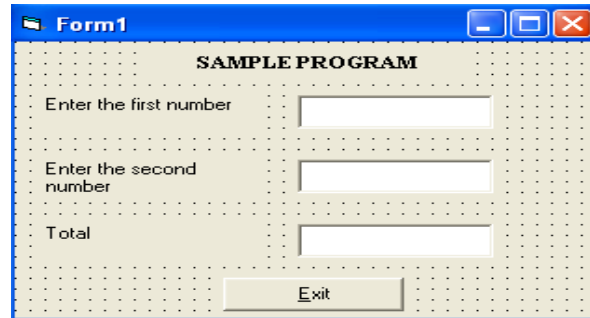 Form1
SAMPLE PROGRAM
Enter the first number
Enter the second
number
Total
Exit